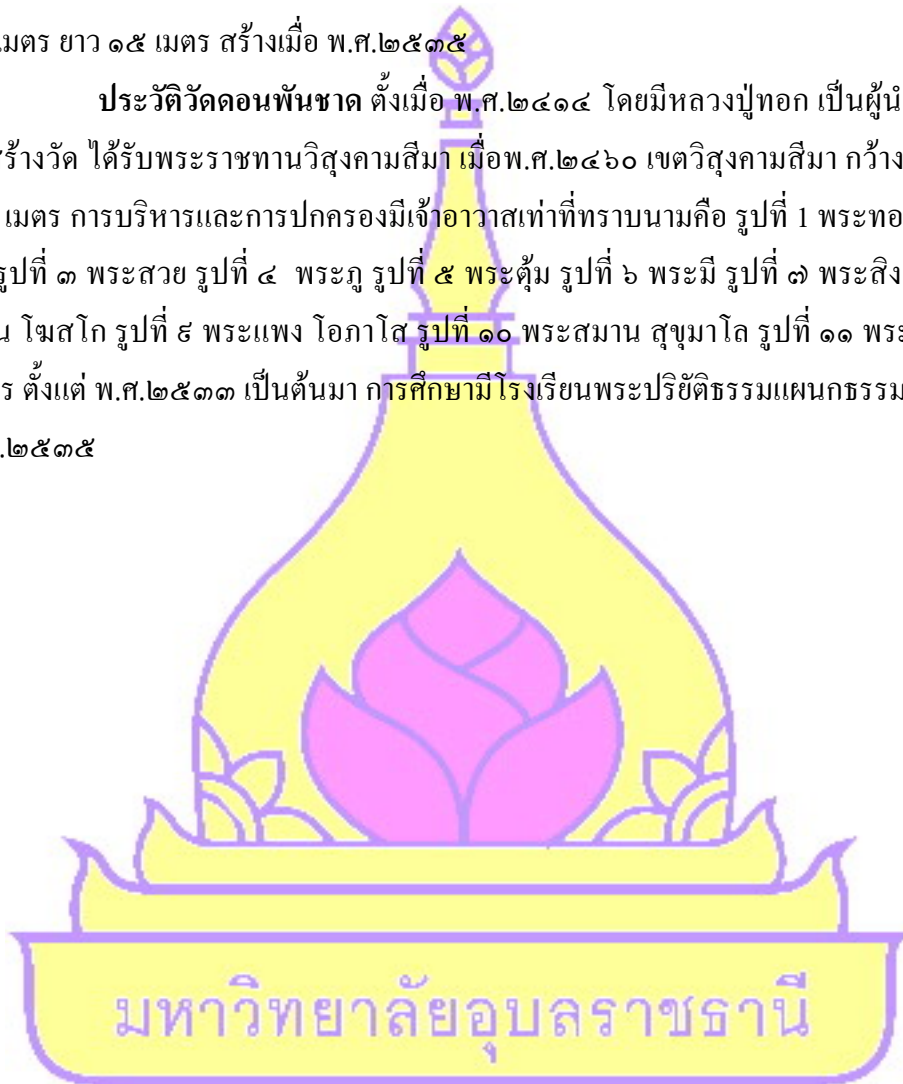 เมตร ยาว ๑๕ เมตร สร้างเมื่อ พ.ศ.๒๕๓๕
ประวัติวัดดอนพันชาด ตั้งเมื่อ พ.ศ.๒๔๑๔ โดยมีหลวงปู่ทอก เป็นผู้นำ
สร้างวัด ได้รับพระราชทานวิสุงคามสีมา เมื่อพ.ศ.๒๔๖๐ เขตวิสุงคามสีมา กว้าง
เมตร การบริหารและการปกครองมีเจ้าอาวาสเท่าที่ทราบนามคือ รูปที่ 1 พระทอ
รูปที่ ๓ พระสวย รูปที่ ๔ พระภู รูปที่ ๕ พระตุ้ม รูปที่ ๖ พระมี รูปที่ ๗ พระสิง
น โฆสโก รูปที่ ๙ พระแพง โอภาโส รูปที่ ๑๐ พระสมาน สุขุมาโล รูปที่ ๑๑ พระ
ร ตั้งแต่ พ.ศ.๒๕๓๓ เป็นต้นมา การศึกษามีโรงเรียนพระปริยัติธรรมแผนกธรรม
.๒๕๓๕
มหาวิทยาลัยอุบลราชธานี